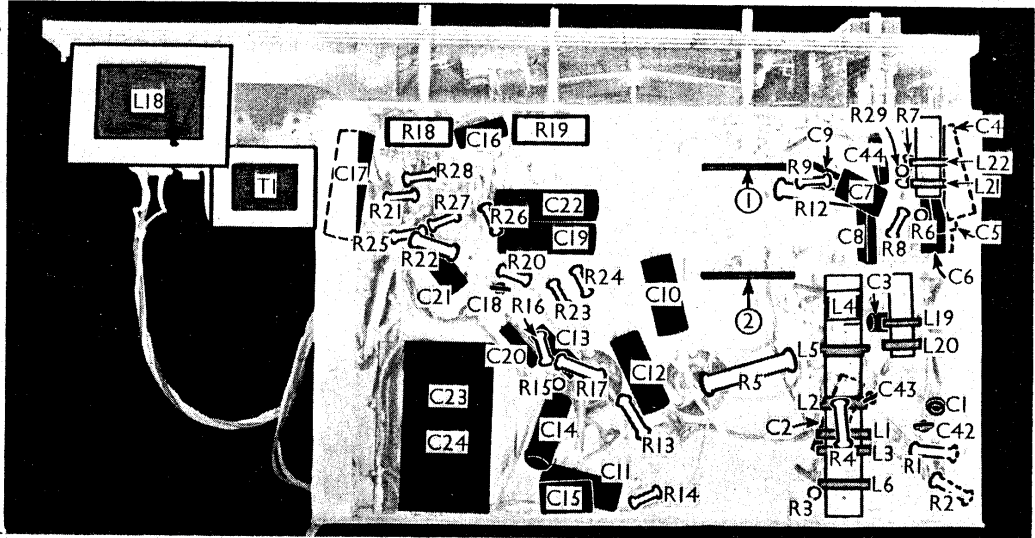 L18
T1
R18
C16
R19
C17
R28
R21
R27
R26
C22
C19
R25
R22
C21
R20
C18
R16
R24
R23
C10
C13
C20
R15
R17
C12
C23
C24
C14
R13
C11
C15
R14
R29
R7
C4
C9
C44
L22
R9
C7
L21
R12
①
C8
R8
R6
C5
C6
②
C3
L4
L19
L5
L20
R5
L2
C43
C1
C2
L1
C42
R4
L3
R1
L6
R3
R2